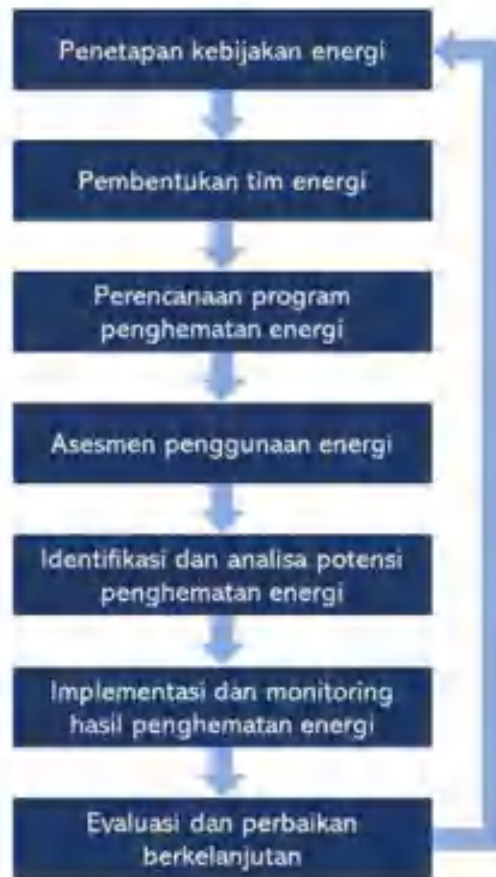 Penetapan kebijakan energi
Pembentukan tim energi
Perencanaan program
penghematan energi
Asesmen penggunaan energi
Identifikasi dan analisa potensi
penghematan energi
Implementasi dan monitoring
hasil penghematan energi
Evaluasi dan perbaikan
berkelanjutan